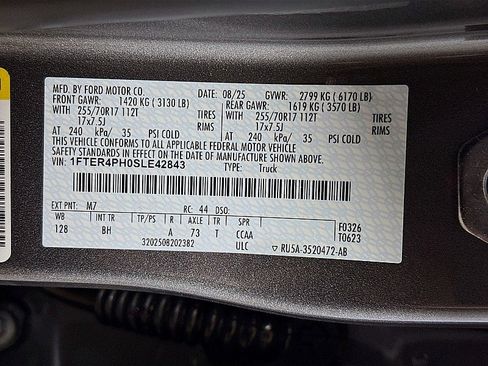 MFD. BY FORD MOTOR CO. DATE: 08/25 GVWR: 2799 KG ( 6170 LB)
FRONT GAWR: 1420 KG ( 3130 LB) REAR GAWR: 1619 KG ( 3570 LB)
WITH 255/70R17 112T TIRES WITH 255/70R17 112T TIRES
17x7.5J RIMS 17x7.5J RIMS
AT 240 kPa/ 35 PSI COLD AT 240 kPa/ 35 PSI COLD
THIS VEHICLE CONFORMS TO ALL APPLICABLE FEDERAL MOTOR VEHICLE
SAFETY STANDARDS IN EFFECT ON THE DATE OF MANUFACTURE SHOWN ABOVE.
VIN: 1FTER4PH0SLE42843 TYPE: Truck
EXT PNT: M7 RC: 44 DSO: F0326
WB INT TR TP/PS R AXLE TR SPR T0623
128 BH A 73 T CCAA
3202508202382 ULC ▽ RU5A-3520472-AB